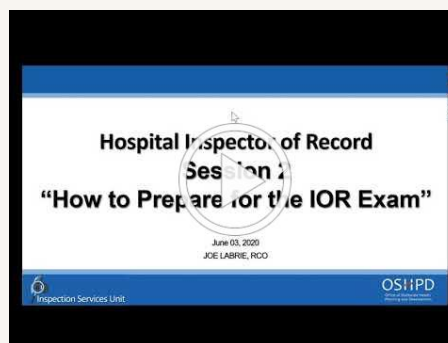 Hospital Inspector of Record
Session 2
“How to Prepare for the IOR Exam”
June 03, 2020
JOE LABRIE, RCO
Inspection Services Unit
OSHPD